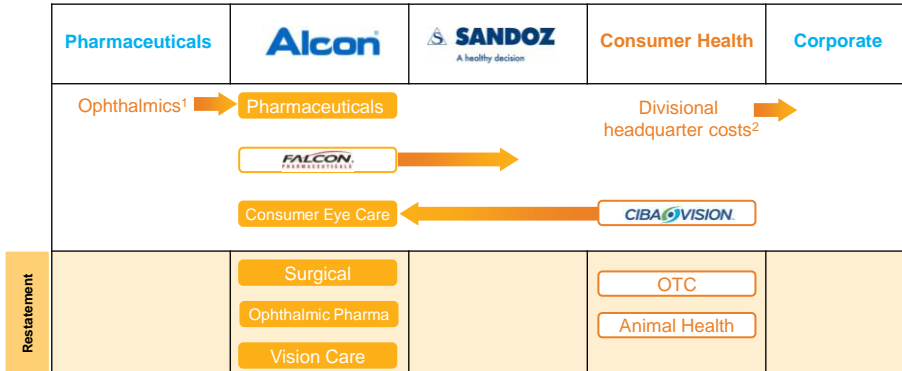 Pharmaceuticals
Alcon
S SANDOZ
A healthy decision
Consumer Health
Corporate
Ophthalmics1
Pharmaceuticals
Divisional
headquarter costs2
FALCON.
PHARMACEUTICALS
Consumer Eye Care
CIBA VISION.
Restatement
Surgical
Ophthalmic Pharma
Vision Care
OTC
Animal Health